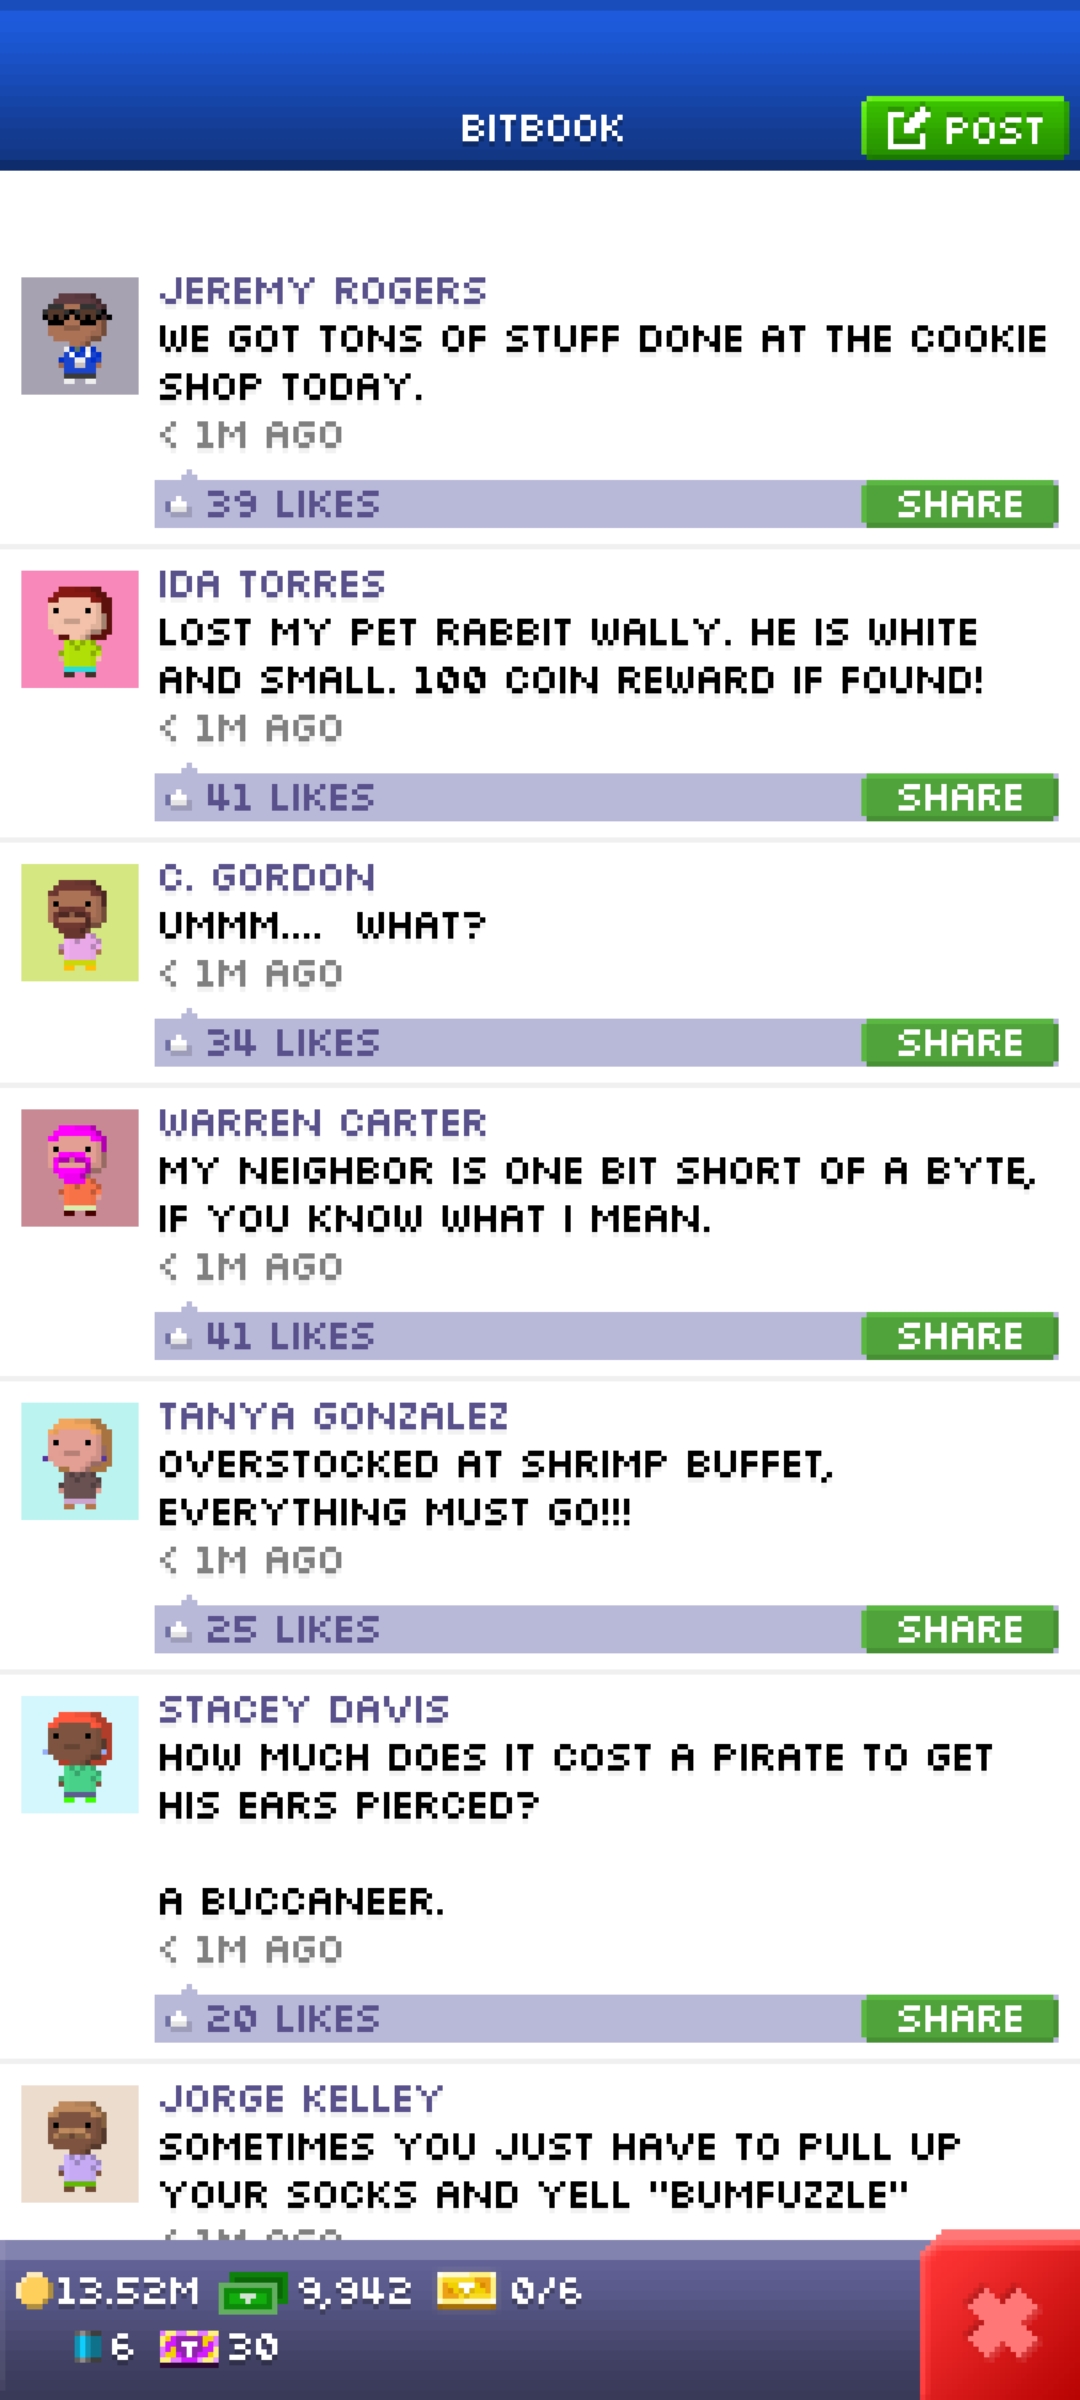 BITBOOK
POST
JEREMY ROGERS
WE GOT TONS OF STUFF DONE AT THE COOKIE
SHOP TODAY.
< 1M AGO
39 LIKES
SHARE
IDA TORRES
LOST MY PET RABBIT WALLY. HE IS WHITE
AND SMALL. 100 COIN REWARD IF FOUND!
< 1M AGO
41 LIKES
SHARE
C. GORDON
UMMM.... WHAT?
< 1M AGO
34 LIKES
SHARE
WARREN CARTER
MY NEIGHBOR IS ONE BIT SHORT OF A BYTE,
IF YOU KNOW WHAT I MEAN.
< 1M AGO
41 LIKES
SHARE
TANYA GONZALEZ
OVERSTOCKED AT SHRIMP BUFFET,
EVERYTHING MUST GO!!!
< 1M AGO
25 LIKES
SHARE
STACEY DAVIS
HOW MUCH DOES IT COST A PIRATE TO GET
HIS EARS PIERCED?
A BUCCANEER.
< 1M AGO
20 LIKES
SHARE
JORGE KELLEY
SOMETIMES YOU JUST HAVE TO PULL UP
YOUR SOCKS AND YELL "BUMFUZZLE"
< 1M AGO
13.52M 9,942 0/6
6 T 30